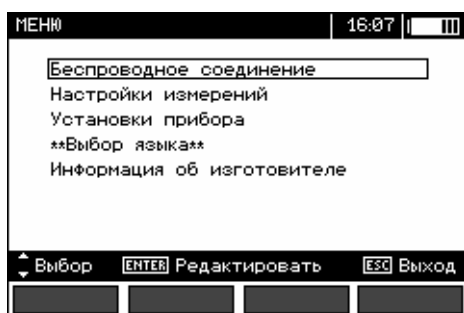 МЕНЮ 16:07
Беспроводное соединение
Настройки измерений
Установки прибора
**Выбор языка**
Информация об изготовителе
Выбор ENTER Редактировать ESC Выход